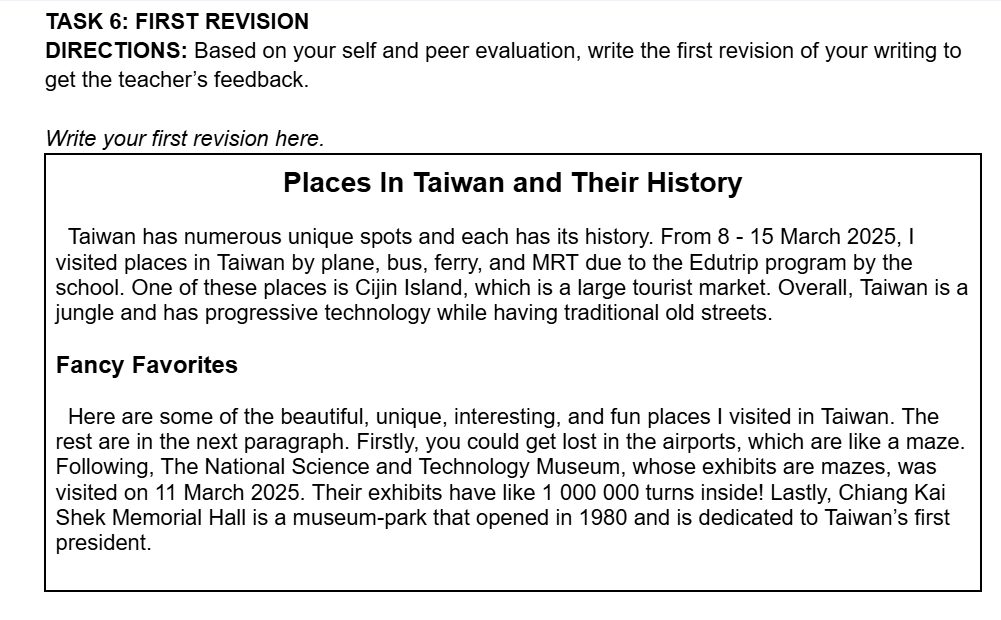 TASK 6: FIRST REVISION
DIRECTIONS: Based on your self and peer evaluation, write the first revision of your writing to
get the teacher’s feedback.
Write your first revision here.
Places In Taiwan and Their History
Taiwan has numerous unique spots and each has its history. From 8 - 15 March 2025, I
visited places in Taiwan by plane, bus, ferry, and MRT due to the Edutrip program by the
school. One of these places is Cijin Island, which is a large tourist market. Overall, Taiwan is a
jungle and has progressive technology while having traditional old streets.
Fancy Favorites
Here are some of the beautiful, unique, interesting, and fun places I visited in Taiwan. The
rest are in the next paragraph. Firstly, you could get lost in the airports, which are like a maze.
Following, The National Science and Technology Museum, whose exhibits are mazes, was
visited on 11 March 2025. Their exhibits have like 1 000 000 turns inside! Lastly, Chiang Kai
Shek Memorial Hall is a museum-park that opened in 1980 and is dedicated to Taiwan’s first
president.